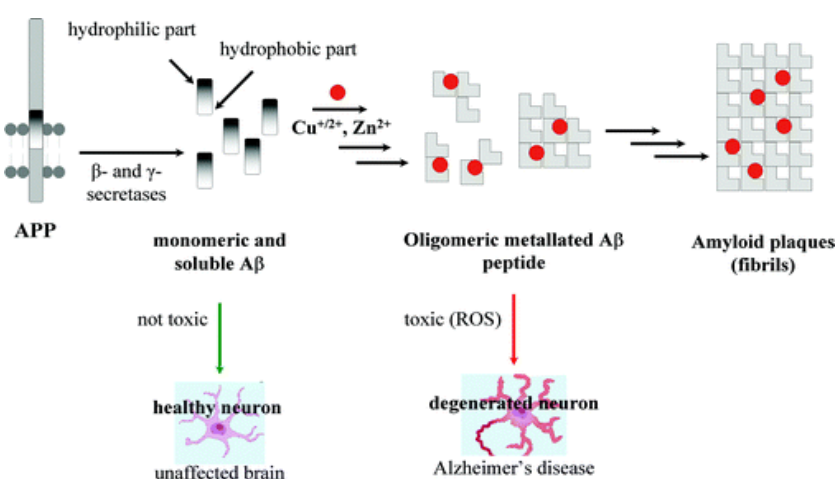 hydrophilic part
hydrophobic part
Cu⁺/²⁺, Zn²⁺
β- and γ-
secretases
APP
monomeric and
soluble Aβ
Oligomeric metallated Aβ
peptide
Amyloid plaques
(fibrils)
not toxic
toxic (ROS)
healthy neuron
degenerated neuron
unaffected brain
Alzheimer's disease